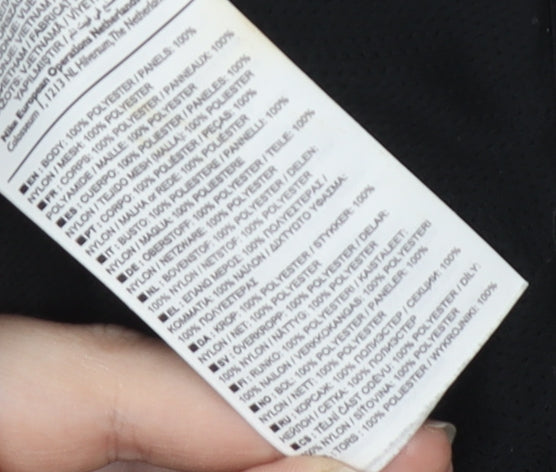 Nike European Operations Netherlands
Colosseum 1, 1213 NL Hilversum, The Netherlands
■ EN : BODY: 100% POLYESTER / PANELS: 100%
NYLON / MESH: 100% POLYESTER
■ FR : CORPS: 100% POLYESTER / PANNEAUX: 100%
POLYAMIDE / MAILLE: 100% POLYESTER
■ ES : CUERPO: 100% POLIÉSTER / PANELES: 100%
NYLON / TEJIDO MESH (MALLA): 100% POLIÉSTER
■ PT : CORPO: 100% POLIÉSTER / PEÇAS: 100%
NYLON / MALHA or REDE: 100% POLIÉSTER
■ IT : BUSTO: 100% POLIESTERE / PANNELLI: 100%
NYLON / MAGLIA: 100% POLIESTERE
■ DE : OBERSTOFF: 100% POLYESTER / TEILE: 100%
NYLON / NETZWARE: 100% POLYESTER
■ NL : BOVENSTOF: 100% POLYESTER / DELEN:
100% NYLON / NETSTOF: 100% POLYESTER
■ EL : ΕΠΑΝΩ ΜΕΡΟΣ: 100% ΠΟΛΥΕΣΤΕΡΑΣ /
ΚΟΜΜΑΤΙΑ: 100% ΝΑΪΛΟΝ / ΔΙΧΤΥΩΤΟ ΥΦΑΣΜΑ:
100% ΠΟΛΥΕΣΤΕΡΑΣ
■ DA : KROP: 100% POLYESTER / STYKKER: 100%
NYLON / NET: 100% POLYESTER
■ SV : ÖVERKROPP: 100% POLYESTER / DELAR:
100% NYLON / NÄTTYG: 100% POLYESTER
■ FI : RUNKO: 100% POLYESTERI / KAISTALEET:
100% NAILON / VERKKOKANGAS: 100% POLYESTERI
■ NO : BOL: 100% POLYESTER / PANELER: 100%
NYLON / NETT: 100% POLYESTER
■ RU : КОРСАЖ: 100% ПОЛИЭСТЕР / СЕКЦИИ: 100%
НЕЙЛОН / СЕТКА: 100% ПОЛИЭСТЕР
■ CS : TĚLNÍ ČÁST ODĚVU: 100% POLYESTER / DÍLY:
NYLON / SÍŤOVINA: 100% POLYESTER
100% POLIESTER / WYKROJNIKI: 100%